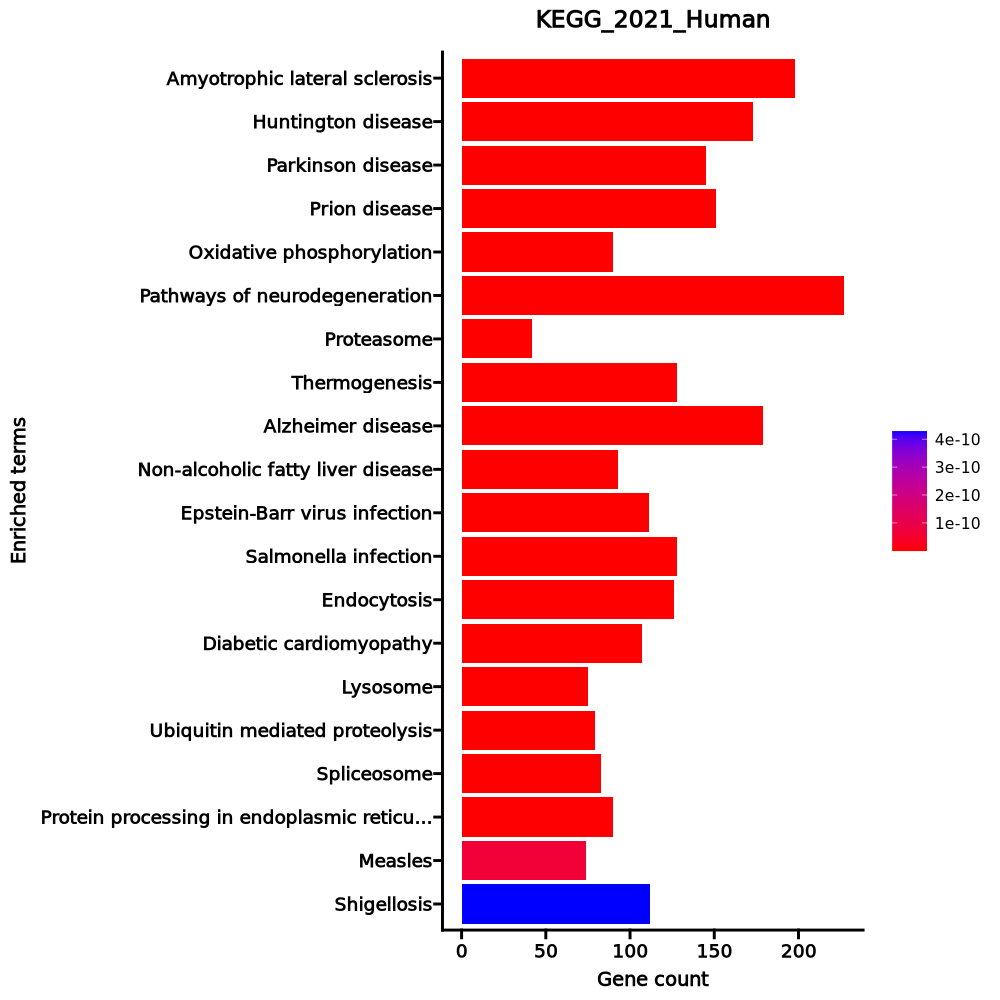 KEGG_2021_Human
Amyotrophic lateral sclerosis
Huntington disease
Parkinson disease
Prion disease
Oxidative phosphorylation
Pathways of neurodegeneration
Proteasome
Thermogenesis
Alzheimer disease
Non-alcoholic fatty liver disease
Epstein-Barr virus infection
Salmonella infection
Endocytosis
Diabetic cardiomyopathy
Lysosome
Ubiquitin mediated proteolysis
Spliceosome
Protein processing in endoplasmic reticu...
Measles
Shigellosis
Enriched terms
0 50 100 150 200
Gene count
4e-10
3e-10
2e-10
1e-10